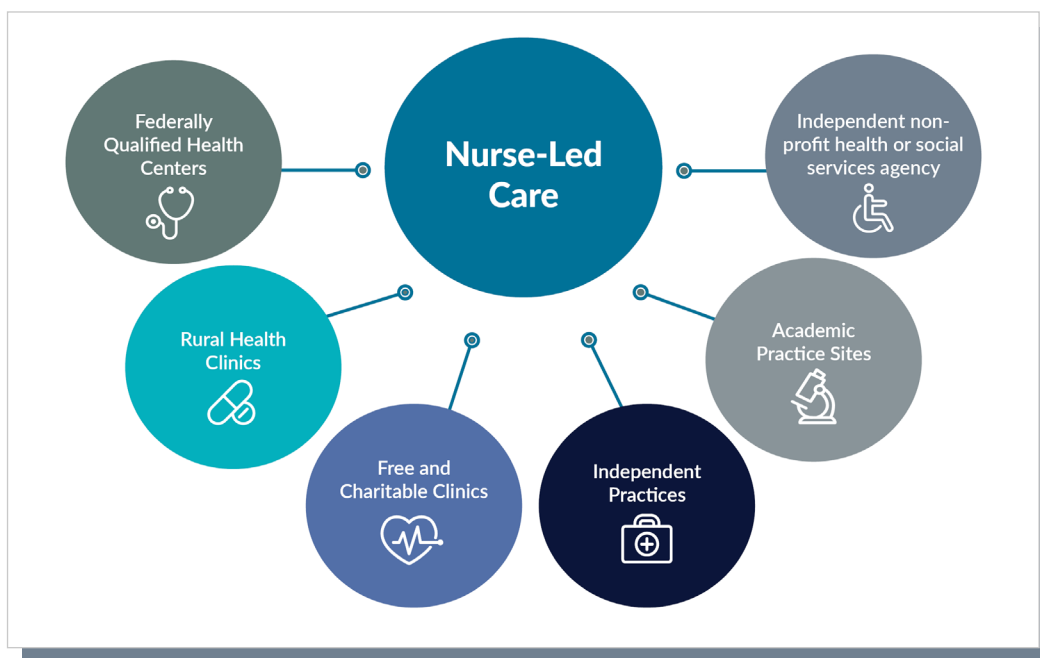 Nurse-Led
Care
Federally
Qualified Health
Centers
Rural Health
Clinics
Free and
Charitable Clinics
Independent
Practices
Academic
Practice Sites
Independent non-
profit health or social
services agency